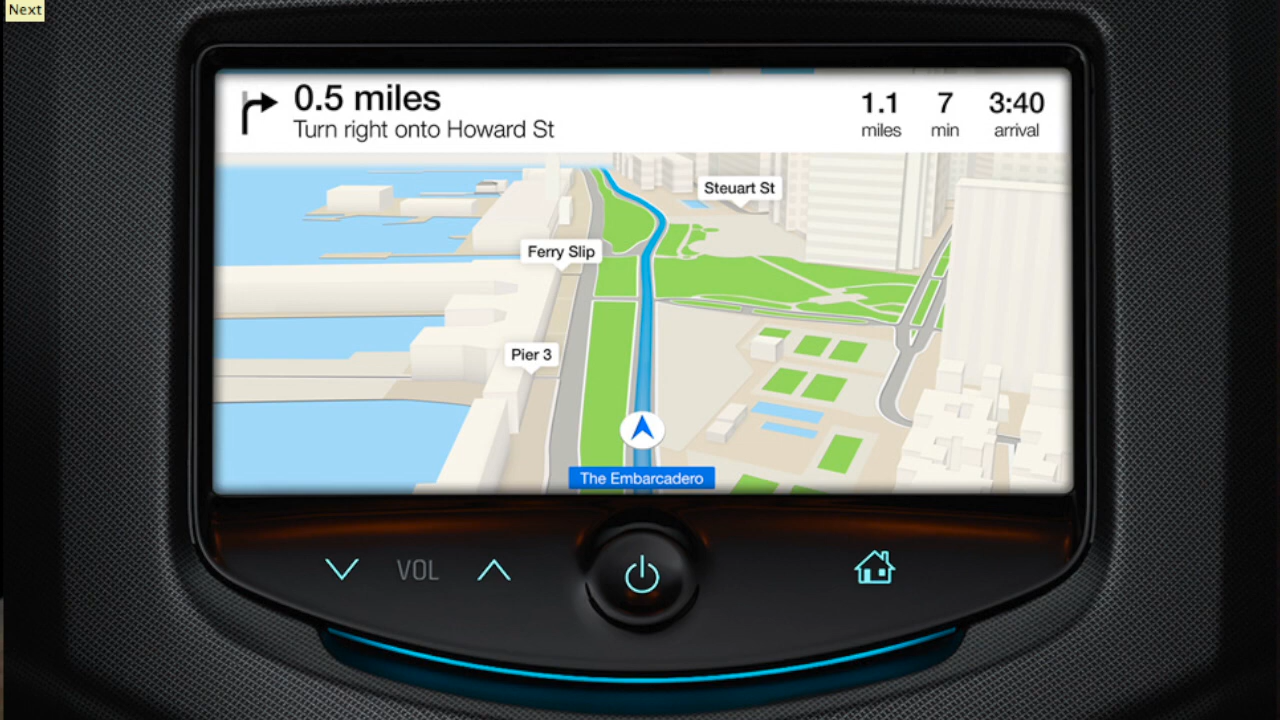 Next
0.5 miles
Turn right onto Howard St
1.1 miles
7 min
3:40 arrival
Steuart St
Ferry Slip
Pier 3
The Embarcadero
VOL